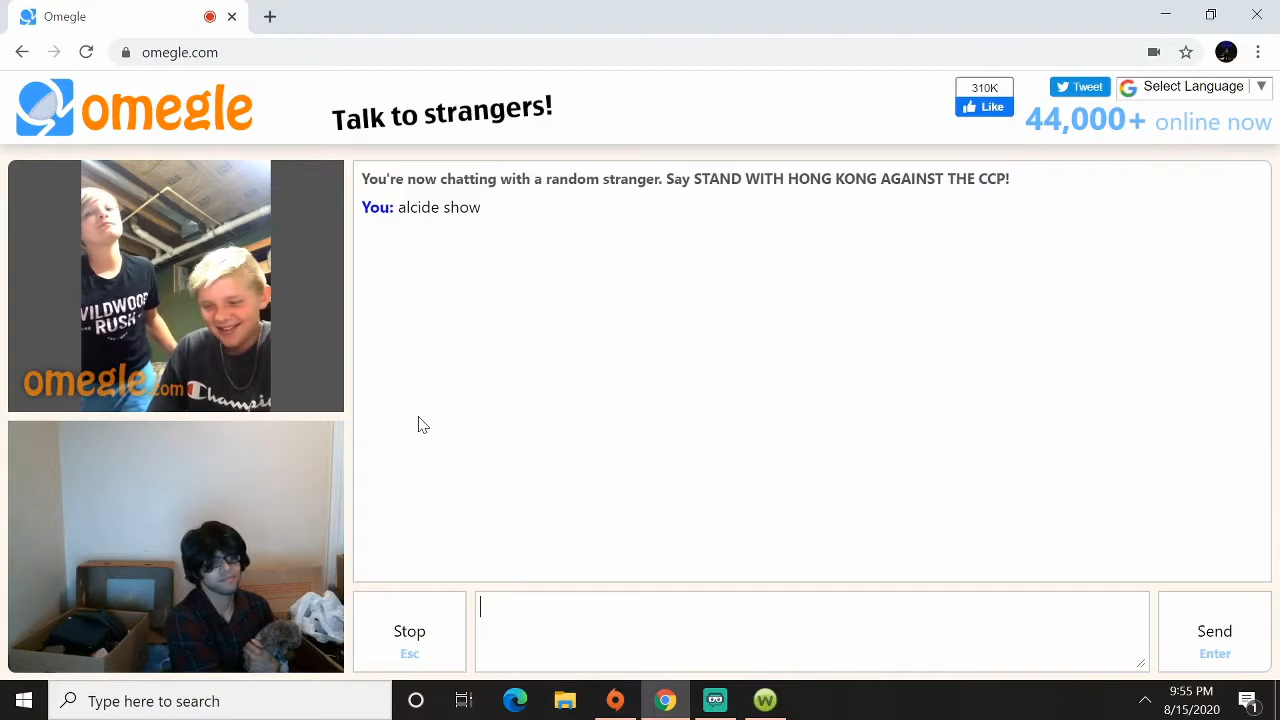 Omegle
omegle.com
omegle
Talk to strangers!
310K
Like
Tweet
Select Language
44,000+ online now
You're now chatting with a random stranger. Say STAND WITH HONG KONG AGAINST THE CCP!
You: alcide show
WILDWOOD
RUSH
omegle.com
Champi
Stop
Esc
Send
Enter
Type here to search
9:55 PM
8/15/2020
1